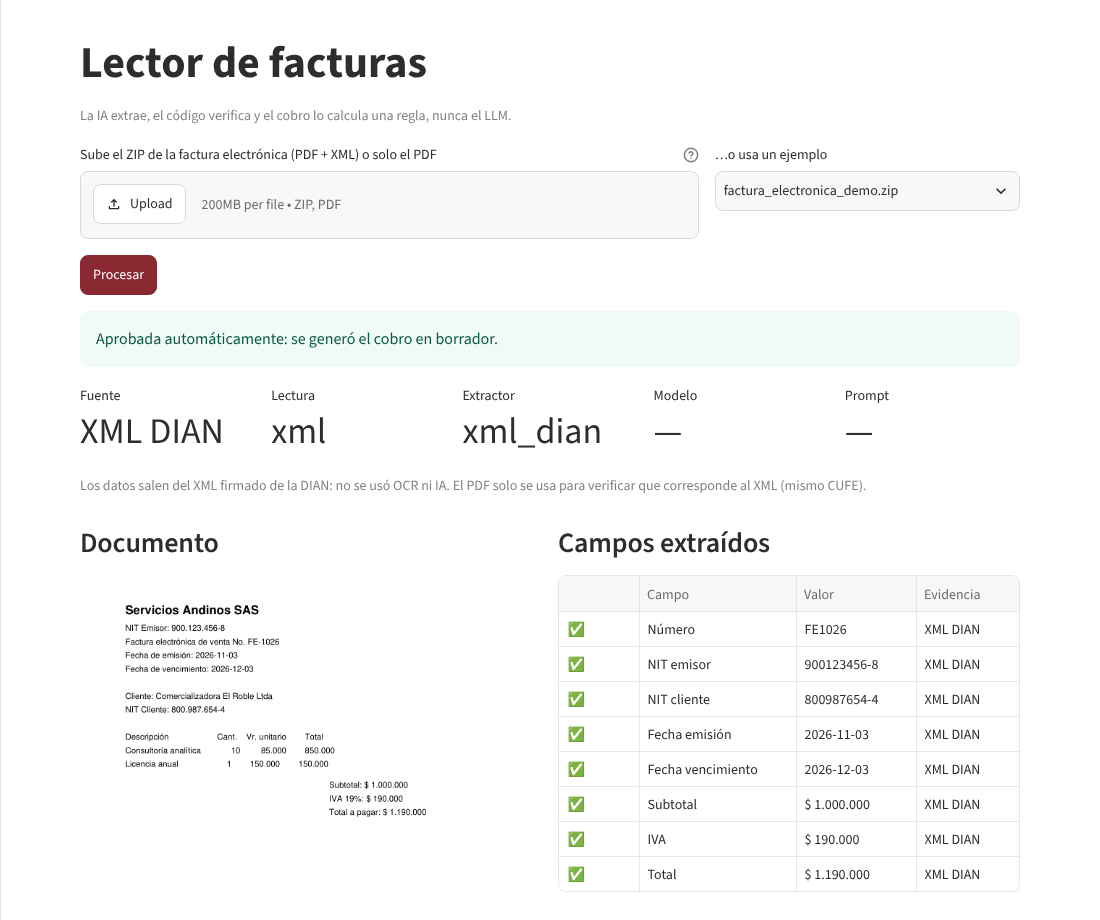 Lector de facturas
La IA extrae, el código verifica y el cobro lo calcula una regla, nunca el LLM.
Sube el ZIP de la factura electrónica (PDF + XML) o solo el PDF
…o usa un ejemplo
Upload
200MB per file • ZIP, PDF
factura_electronica_demo.zip
Procesar
Aprobada automáticamente: se generó el cobro en borrador.
Fuente Lectura Extractor Modelo Prompt
XML DIAN xml xml_dian — —
Los datos salen del XML firmado de la DIAN: no se usó OCR ni IA. El PDF solo se usa para verificar que corresponde al XML (mismo CUFE).
Documento
Servicios Andinos SAS
NIT Emisor: 900.123.456-8
Factura electrónica de venta No. FE-1026
Fecha de emisión: 2026-11-03
Fecha de vencimiento: 2026-12-03
Cliente: Comercializadora El Roble Ltda
NIT Cliente: 800.987.654-4
Descripción Cant. Vr. unitario Total
Consultoría analítica 10 85.000 850.000
Licencia anual 1 150.000 150.000
Subtotal: $ 1.000.000
IVA 19%: $ 190.000
Total a pagar: $ 1.190.000
Campos extraídos
Campo Valor Evidencia
✅ Número FE1026 XML DIAN
✅ NIT emisor 900123456-8 XML DIAN
✅ NIT cliente 800987654-4 XML DIAN
✅ Fecha emisión 2026-11-03 XML DIAN
✅ Fecha vencimiento 2026-12-03 XML DIAN
✅ Subtotal $ 1.000.000 XML DIAN
✅ IVA $ 190.000 XML DIAN
✅ Total $ 1.190.000 XML DIAN